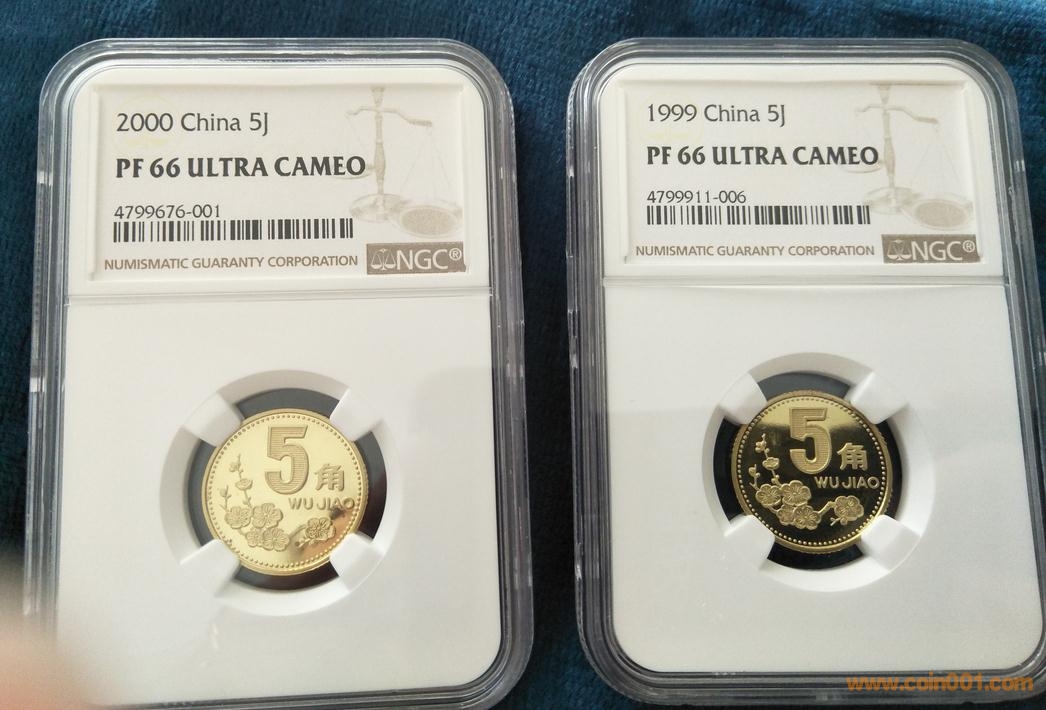 2000 China 5J
PF 66 ULTRA CAMEO
4799676-001
NUMISMATIC GUARANTY CORPORATION
NGC®
5角
WU JIAO
1999 China 5J
PF 66 ULTRA CAMEO
4799911-006
NUMISMATIC GUARANTY CORPORATION
NGC®
5角
WU JIAO
www.coin001.com